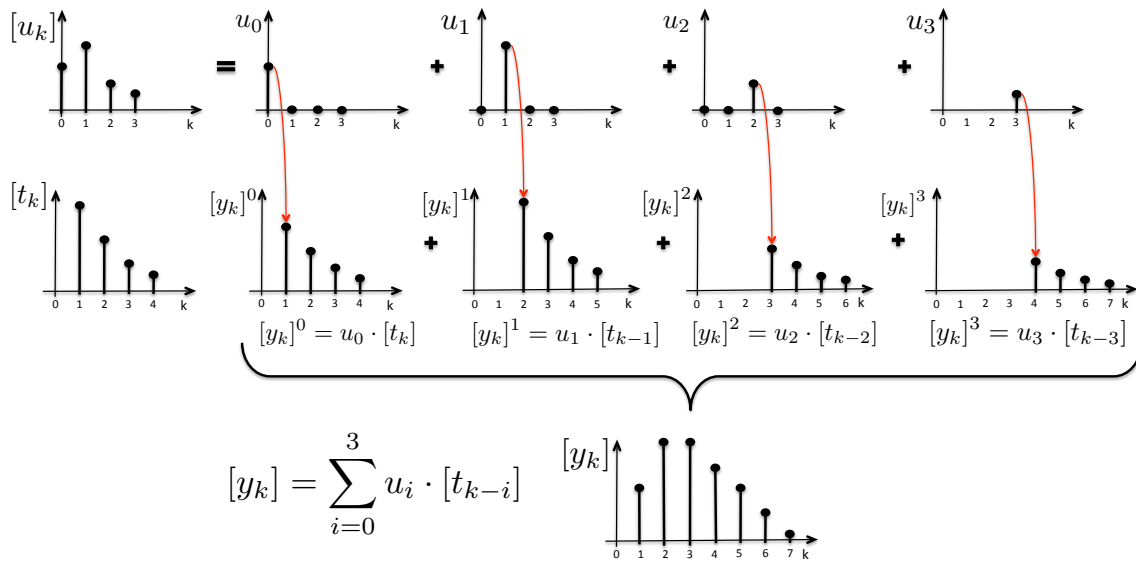 [u_k] = u_0 + u_1 + u_2 + u_3
0 1 2 3 k 0 1 2 3 k 0 1 2 3 k 0 1 2 3 k 0 1 2 3 k
[t_k] [y_k]^0 + [y_k]^1 + [y_k]^2 + [y_k]^3
0 1 2 3 4 k 0 1 2 3 4 k 0 1 2 3 4 5 k 0 1 2 3 4 5 6 k 0 1 2 3 4 5 6 7 k
[y_k]^0 = u_0 · [t_k] [y_k]^1 = u_1 · [t_{k-1}] [y_k]^2 = u_2 · [t_{k-2}] [y_k]^3 = u_3 · [t_{k-3}]
[y_k] = \sum_{i=0}^{3} u_i · [t_{k-i}] [y_k]
0 1 2 3 4 5 6 7 k